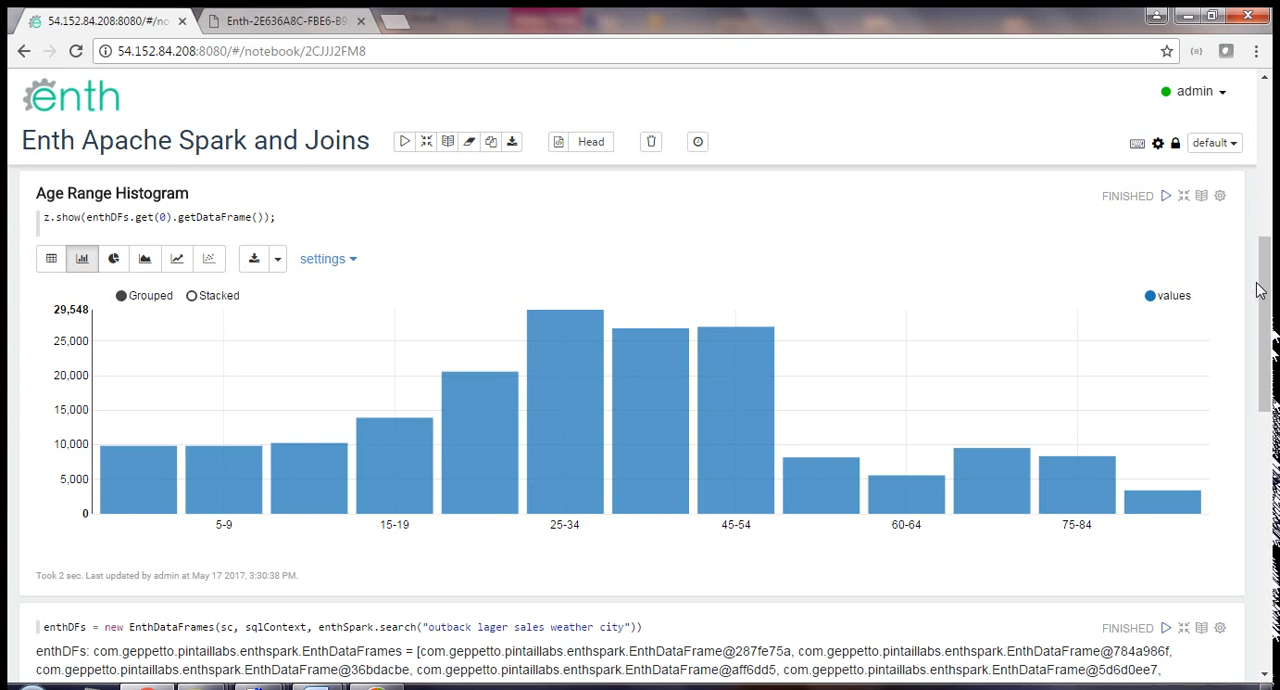 54.152.84.208:8080/#/no
Enth-2E636A8C-FBE6-B9
54.152.84.208:8080/#/notebook/2CJJJ2FM8
enth
admin
Enth Apache Spark and Joins
Head
default
Age Range Histogram
FINISHED
z.show(enthDFs.get(0).getDataFrame());
settings
Grouped
Stacked
values
29,548
25,000
20,000
15,000
10,000
5,000
0
5-9
15-19
25-34
45-54
60-64
75-84
Took 2 sec. Last updated by admin at May 17 2017, 3:30:38 PM.
enthDFs = new EnthDataFrames(sc, sqlContext, enthSpark.search("outback lager sales weather city"))
FINISHED
enthDFs: com.geppetto.pintaillabs.enthspark.EnthDataFrames = [com.geppetto.pintaillabs.enthspark.EnthDataFrame@287fe75a, com.geppetto.pintaillabs.enthspark.EnthDataFrame@784a986f,
com.geppetto.pintaillabs.enthspark.EnthDataFrame@36bdacbe, com.geppetto.pintaillabs.enthspark.EnthDataFrame@aff6dd5, com.geppetto.pintaillabs.enthspark.EnthDataFrame@5d6d0ee7,